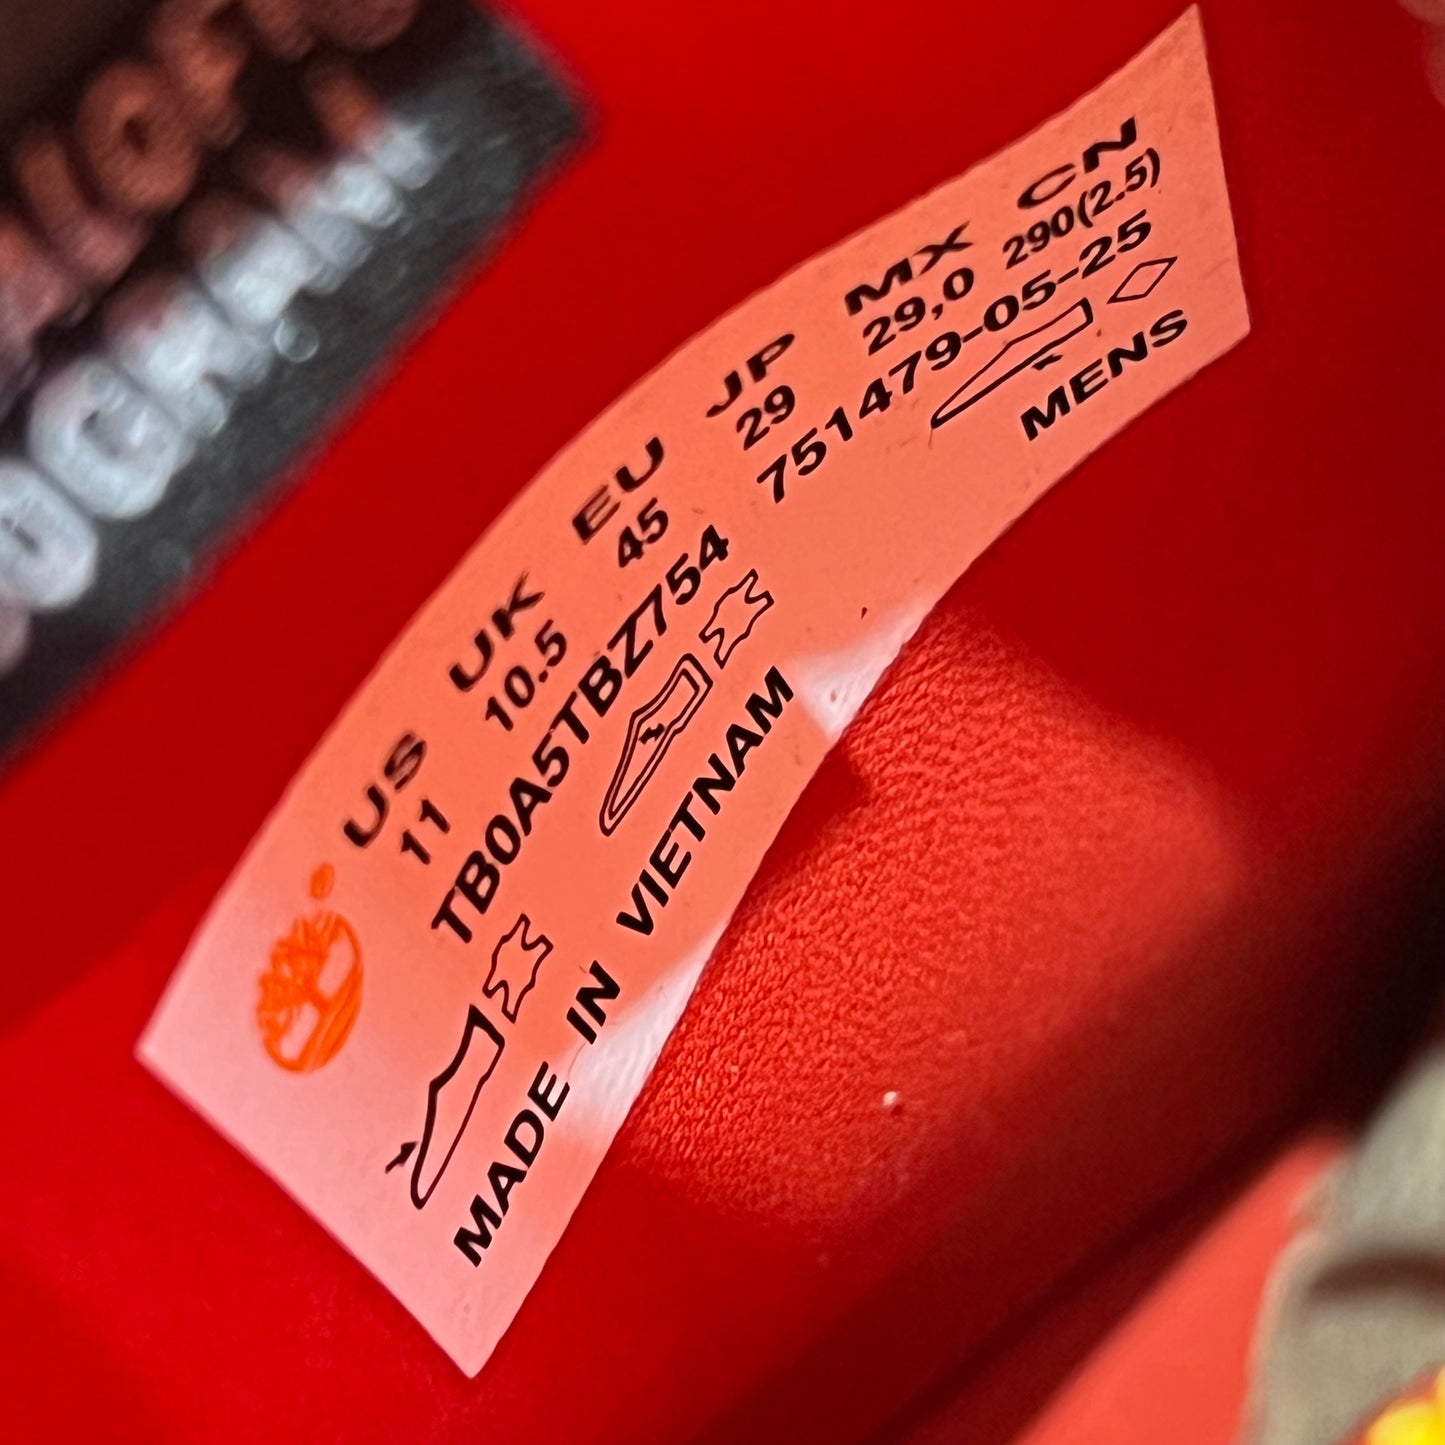 US UK EU JP MX CN
11 10.5 45 29 29,0 290(2.5)
TB0A5TBZ754 751479-05-25
MADE IN VIETNAM MENS